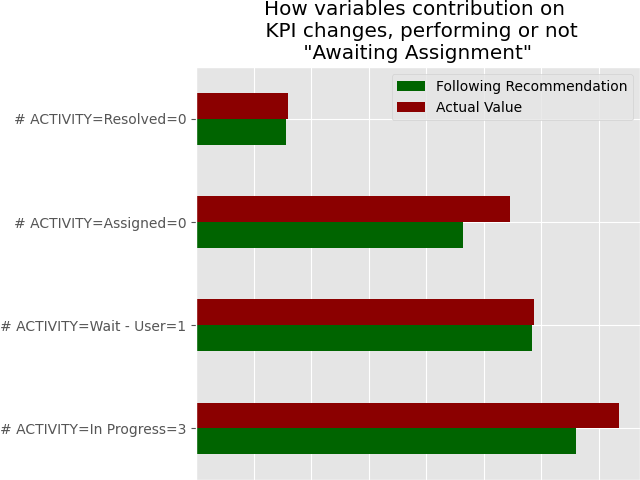 How variables contribution on
KPI changes, performing or not
"Awaiting Assignment"
Following Recommendation
Actual Value
# ACTIVITY=Resolved=0
# ACTIVITY=Assigned=0
# ACTIVITY=Wait - User=1
# ACTIVITY=In Progress=3